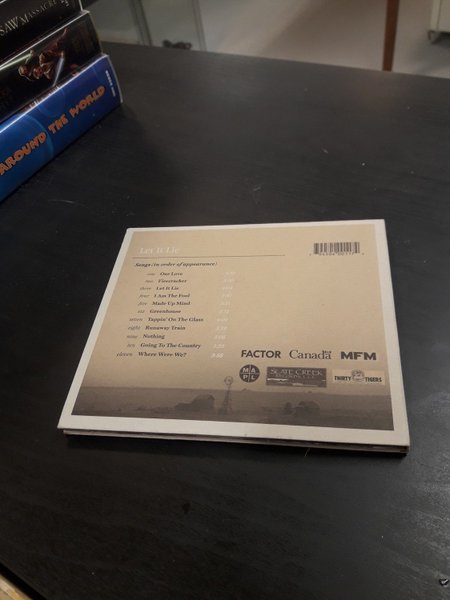 SAW MASSACRE
AROUND THE WORLD
Let It Lie
Songs (in order of appearance)
one Our Love
two Firecracker
three Let It Lie
four I Am The Fool
five Made Up Mind
six Greenhouse
seven Tappin' On The Glass
eight Runaway Train
nine Nothing
ten Going To The Country
eleven Where Were We?
FACTOR Canada MFM
MAPL SLATE CREEK THIRTY TIGERS